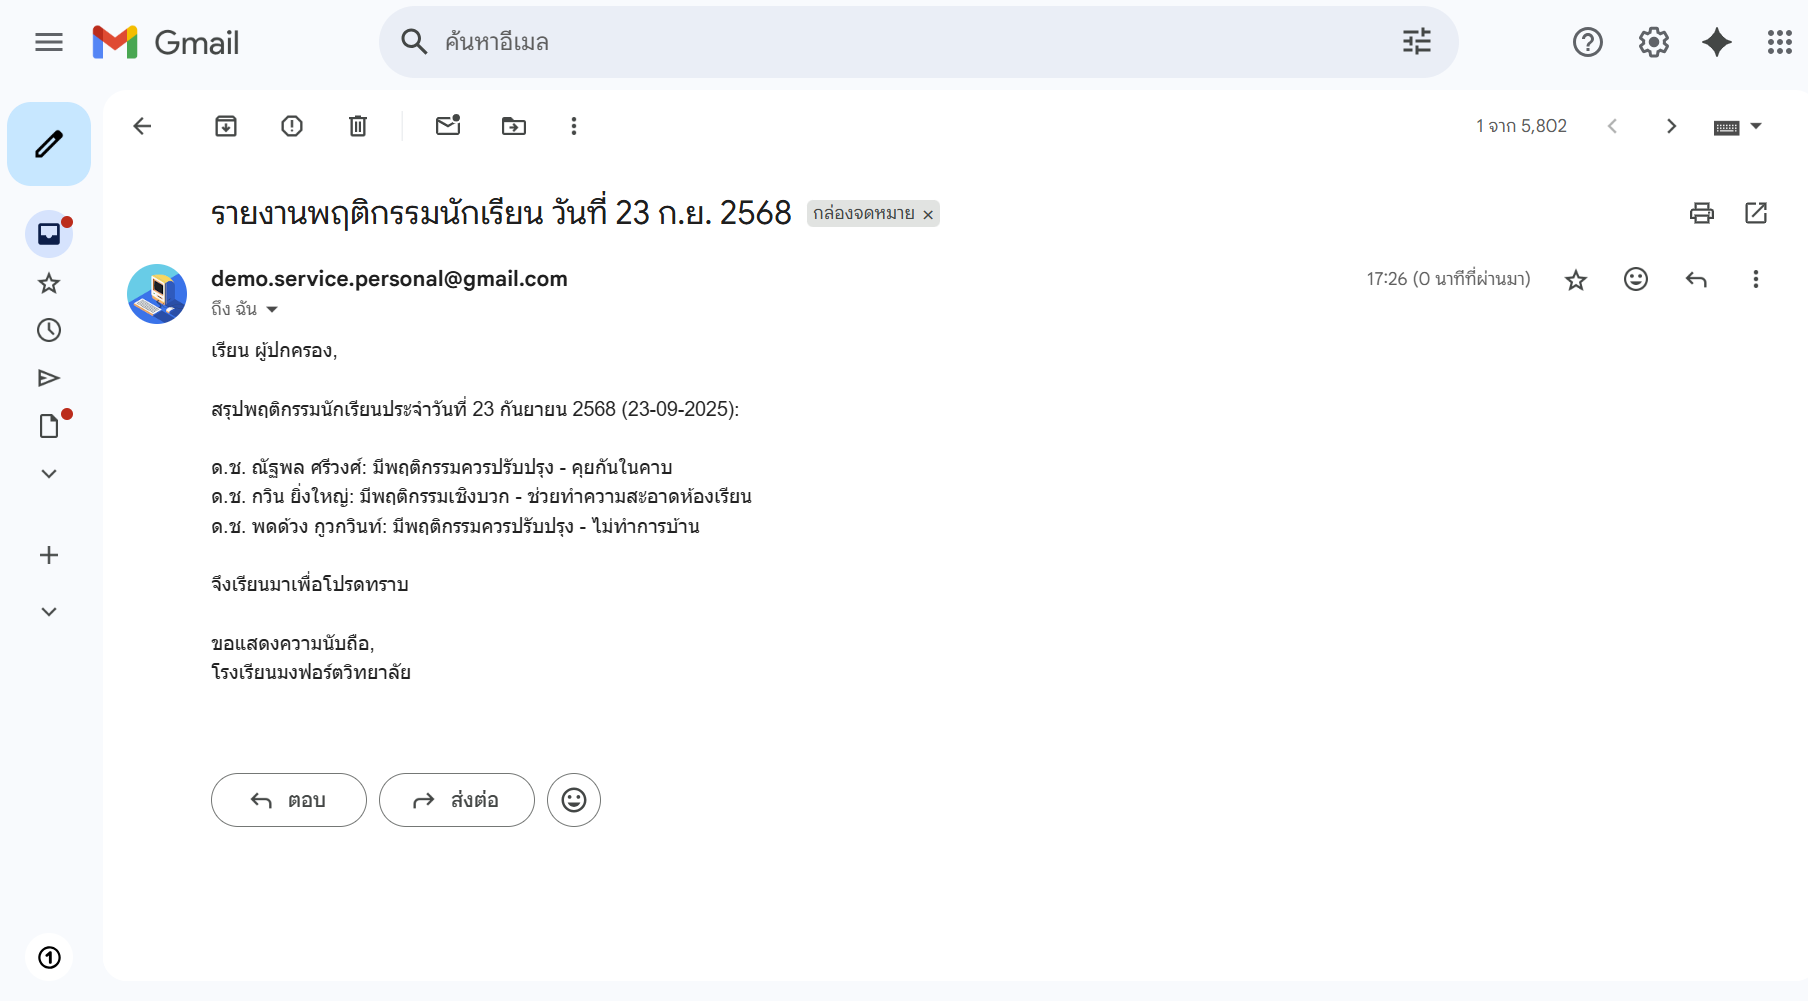 Gmail
ค้นหาอีเมล
1 จาก 5,802
รายงานพฤติกรรมนักเรียน วันที่ 23 ก.ย. 2568 กล่องจดหมาย ×
demo.service.personal@gmail.com
17:26 (0 นาทีที่ผ่านมา)
ถึง ฉัน
เรียน ผู้ปกครอง,
สรุปพฤติกรรมนักเรียนประจำวันที่ 23 กันยายน 2568 (23-09-2025):
ด.ช. ณัฐพล ศรีวงศ์: มีพฤติกรรมควรปรับปรุง - คุยกันในคาบ
ด.ช. กวิน ยิ่งใหญ่: มีพฤติกรรมเชิงบวก - ช่วยทำความสะอาดห้องเรียน
ด.ช. พดด้วง กูวกวินท์: มีพฤติกรรมควรปรับปรุง - ไม่ทำการบ้าน
จึงเรียนมาเพื่อโปรดทราบ
ขอแสดงความนับถือ,
โรงเรียนมงฟอร์ตวิทยาลัย
ตอบ
ส่งต่อ
1